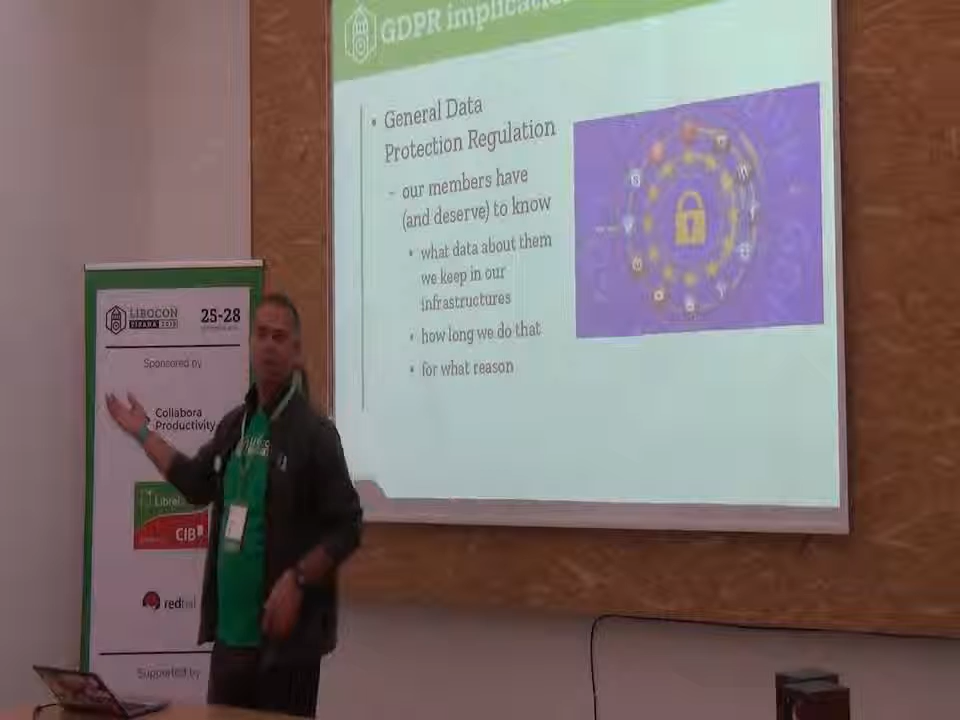 GDPR implication
General Data
Protection Regulation
our members have
(and deserve) to know
what data about them
we keep in our
infrastructures
how long we do that
for what reason
LIBOCON
TIRANA 2018
25-28
Sponsored by
Collabora
Productivity
Libre
CIB
redhat
Supported by